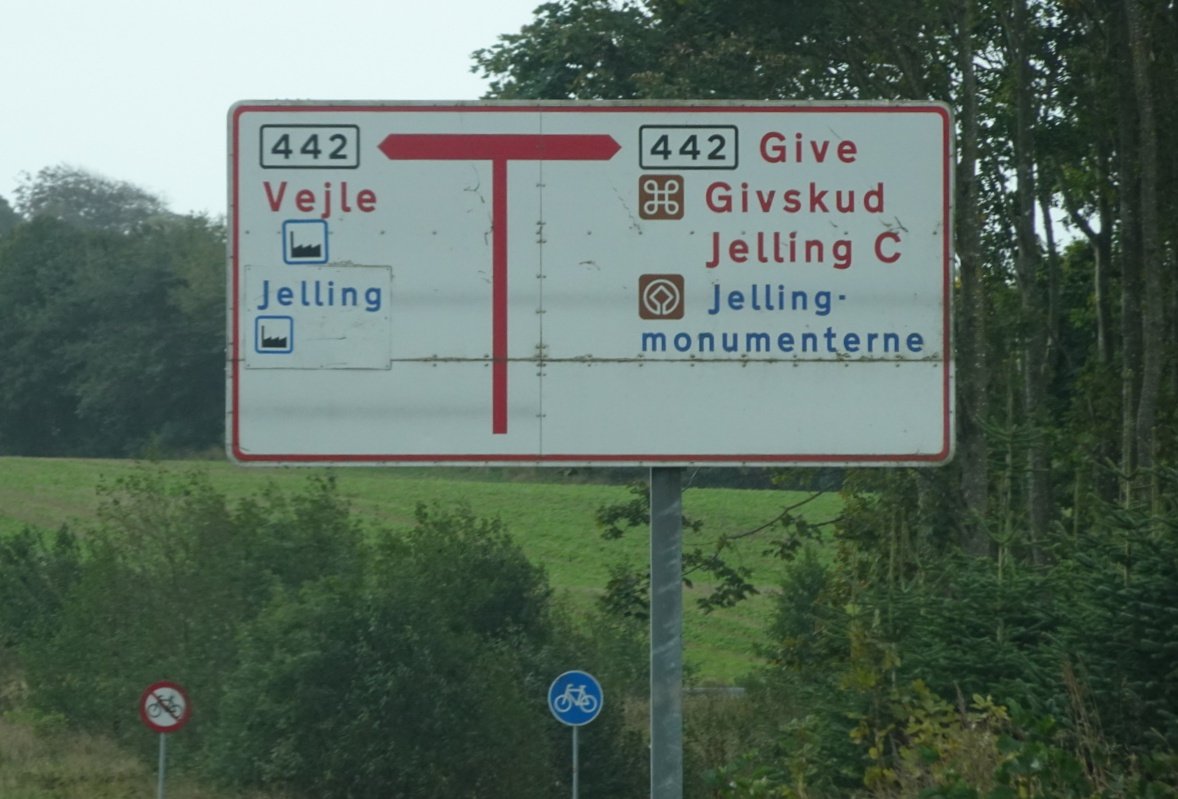 442
Vejle
Jelling
442 Give
Givskud
Jelling C
Jelling-
monumenterne